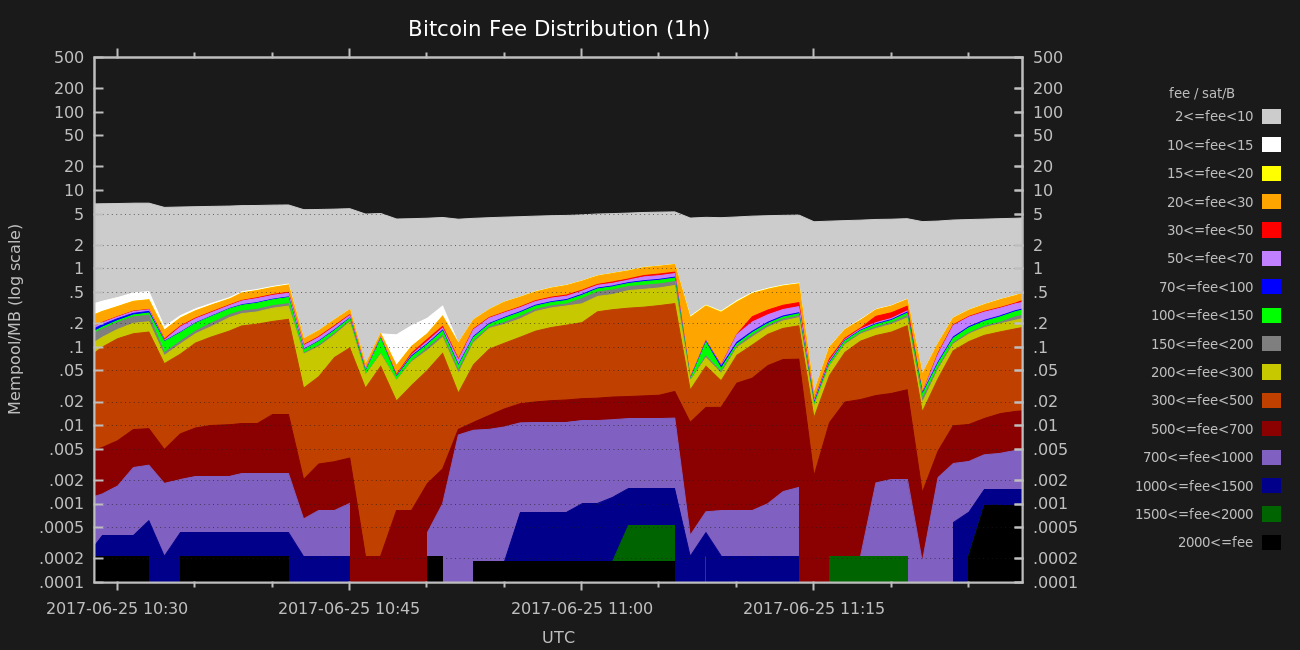 Bitcoin Fee Distribution (1h)
500 500
200 200
100 100
50 50
20 20
10 10
5 5
2 2
1 1
.5 .5
.2 .2
.1 .1
.05 .05
.02 .02
.01 .01
.005 .005
.002 .002
.001 .001
.0005 .0005
.0002 .0002
.0001 .0001
Mempool/MB (log scale)
2017-06-25 10:30 2017-06-25 10:45 2017-06-25 11:00 2017-06-25 11:15
UTC
fee / sat/B
2<=fee<10
10<=fee<15
15<=fee<20
20<=fee<30
30<=fee<50
50<=fee<70
70<=fee<100
100<=fee<150
150<=fee<200
200<=fee<300
300<=fee<500
500<=fee<700
700<=fee<1000
1000<=fee<1500
1500<=fee<2000
2000<=fee